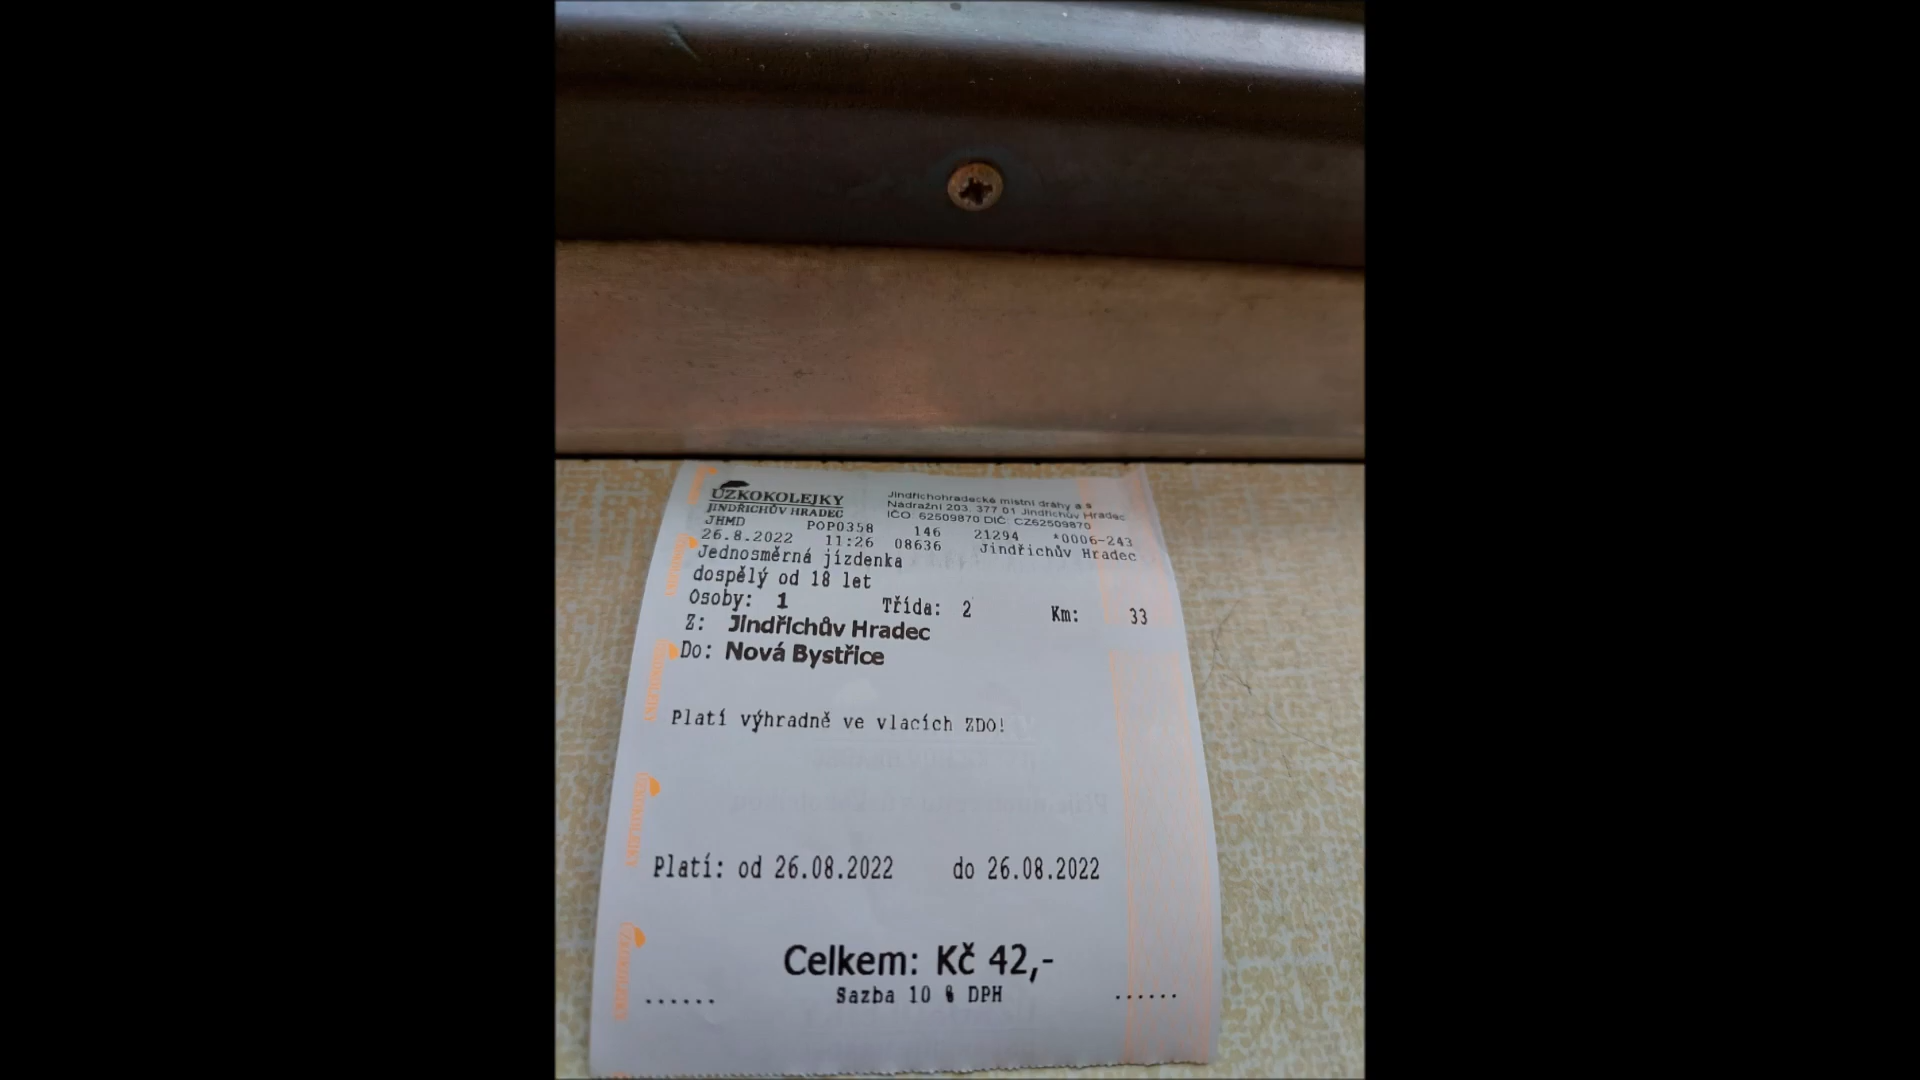 ÚZKOKOLEJKY
JINDŘICHŮV HRADEC
Jindřichohradecké místní dráhy a s
Nádražní 203, 377 01 Jindřichův Hradec
IČO: 62509870 DIČ: CZ62509870
JHMD POP0358 146 21294 *0006-243
26.8.2022 11:26 08636 Jindřichův Hradec
Jednosměrná jízdenka
dospělý od 18 let
Osoby: 1 Třída: 2 Km: 33
Z: Jindřichův Hradec
Do: Nová Bystřice
Platí výhradně ve vlacích ZDO!
Platí: od 26.08.2022 do 26.08.2022
Celkem: Kč 42,-
...... Sazba 10 % DPH ......